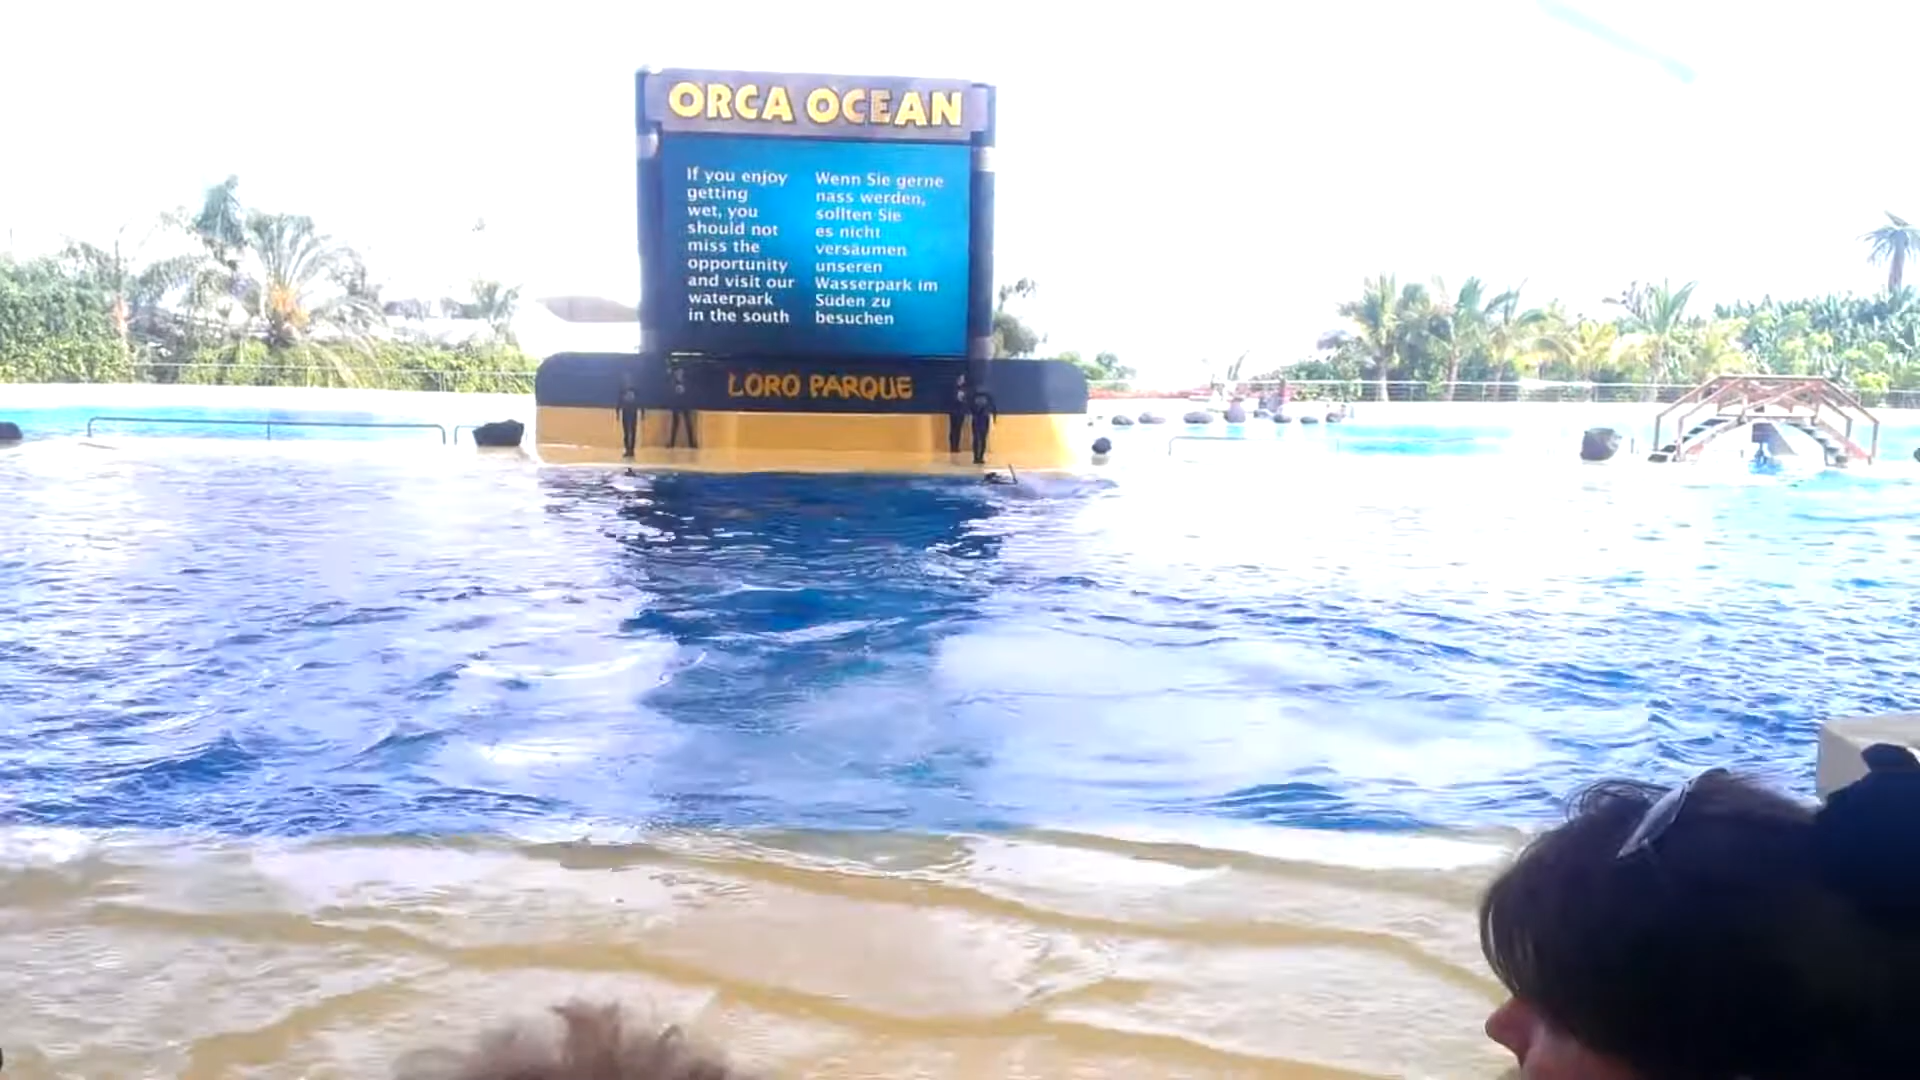 ORCA OCEAN
If you enjoy
getting
wet, you
should not
miss the
opportunity
and visit our
waterpark
in the south
Wenn Sie gerne
nass werden,
sollten Sie
es nicht
versäumen
unseren
Wasserpark im
Süden zu
besuchen
LORO PARQUE